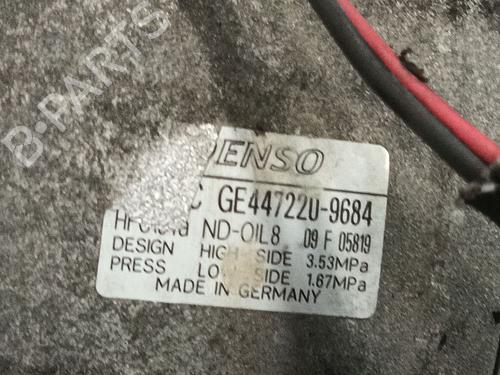 B-PARTS
DENSO
C GE447220-9684
HFC134a ND-OIL8 09 F 05819
DESIGN HIGH SIDE 3.53MPa
PRESS LOW SIDE 1.67MPa
MADE IN GERMANY